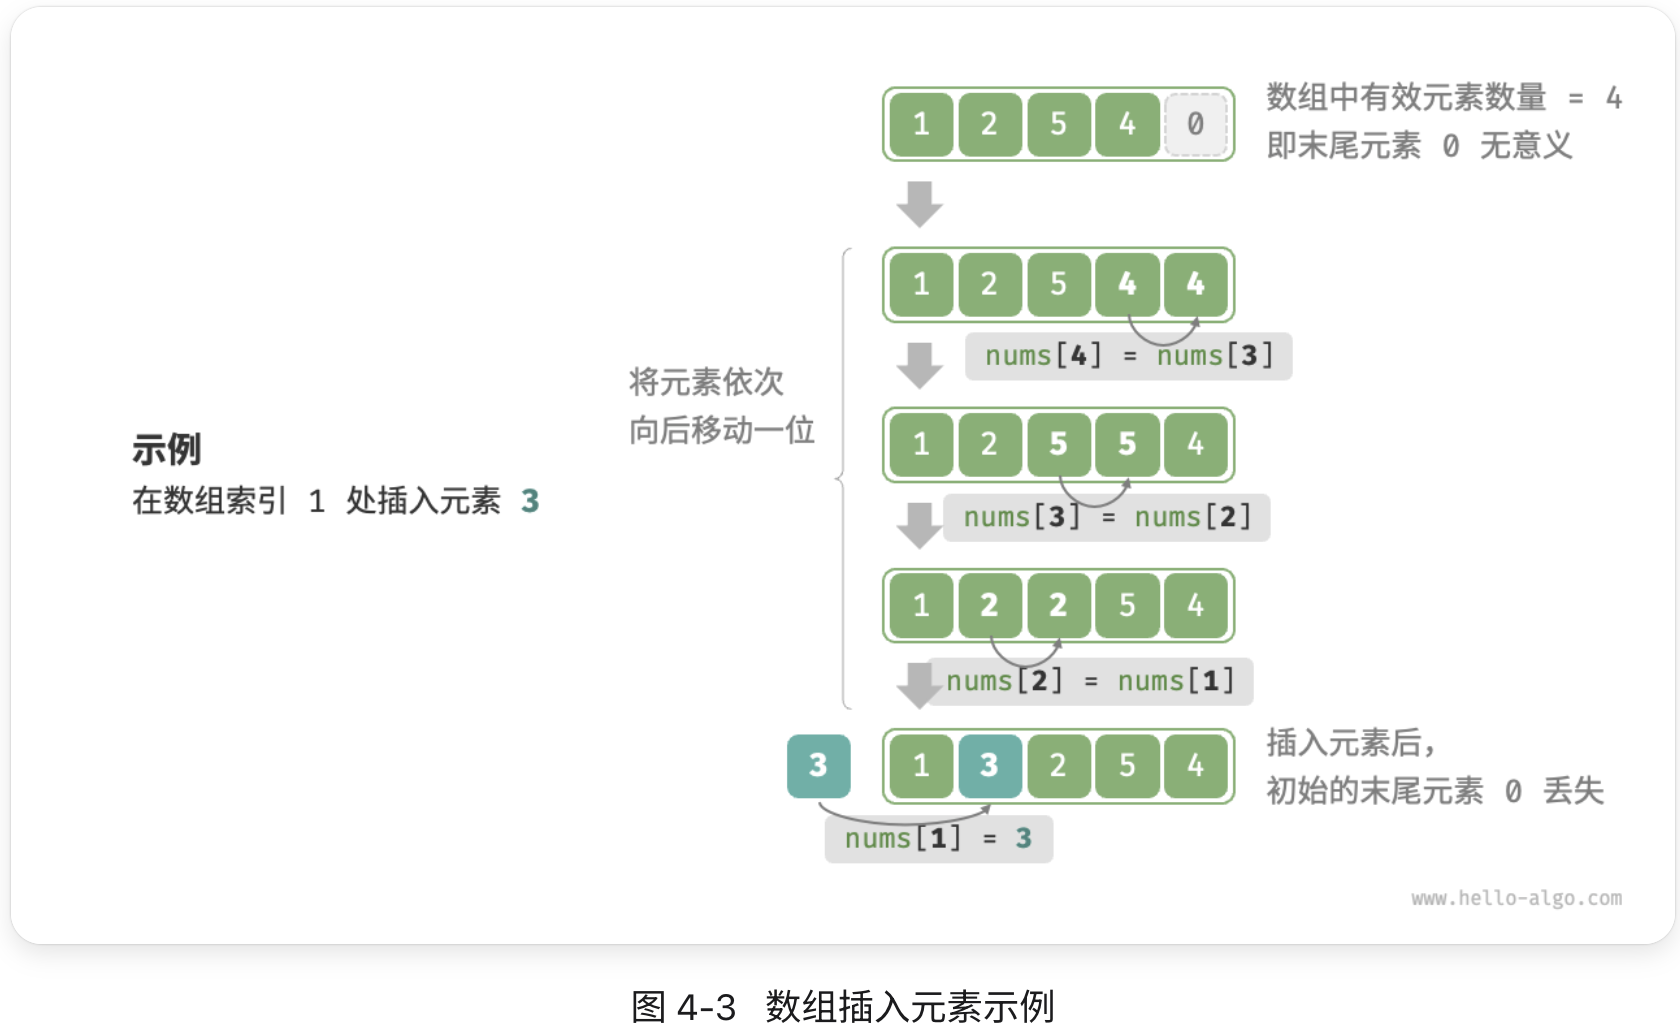 1 2 5 4 0
数组中有效元素数量 = 4
即末尾元素 0 无意义
1 2 5 4 4
nums[4] = nums[3]
将元素依次
向后移动一位
1 2 5 5 4
nums[3] = nums[2]
示例
在数组索引 1 处插入元素 3
1 2 2 5 4
nums[2] = nums[1]
3 1 3 2 5 4
插入元素后，
初始的末尾元素 0 丢失
nums[1] = 3
www.hello-algo.com
图 4-3 数组插入元素示例